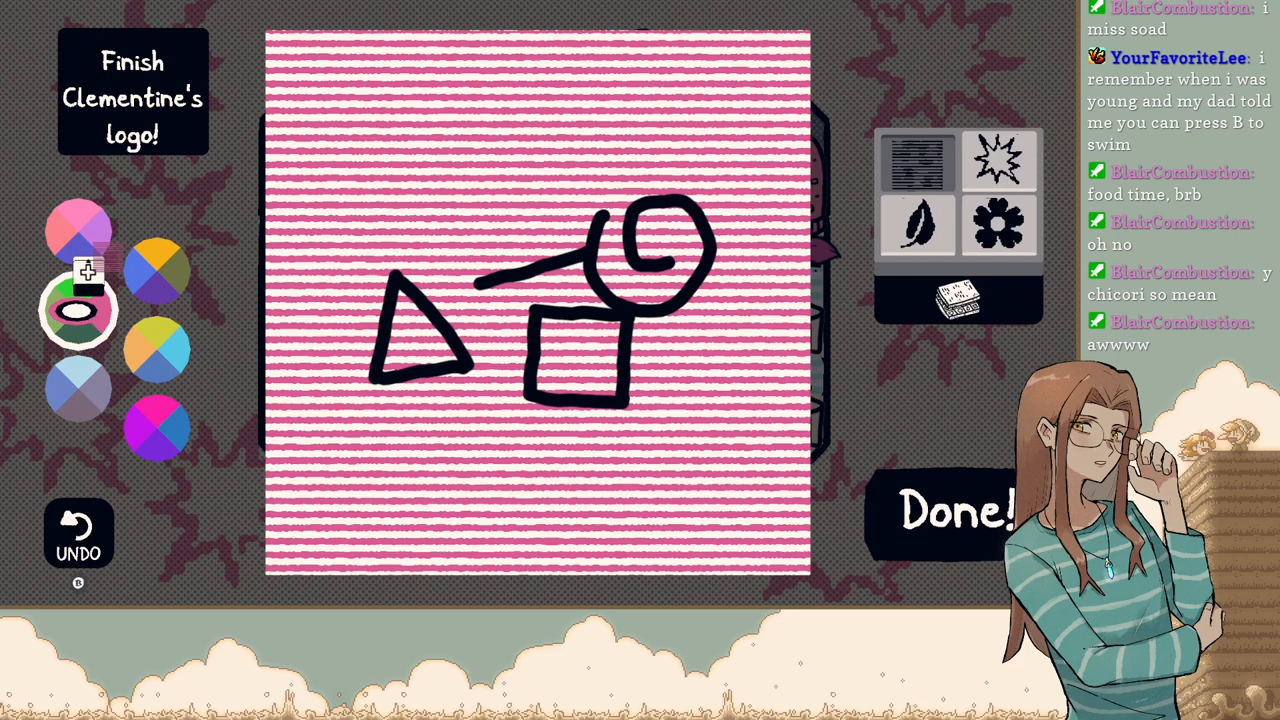 Finish
Clementine's
logo!
UNDO
B
Done!
BlairCombustion: i
miss soad
YourFavoriteLee: i
remember when i was
young and my dad told
me you can press B to
swim
BlairCombustion:
food time, brb
BlairCombustion:
oh no
BlairCombustion: y
chicori so mean
BlairCombustion:
awwww